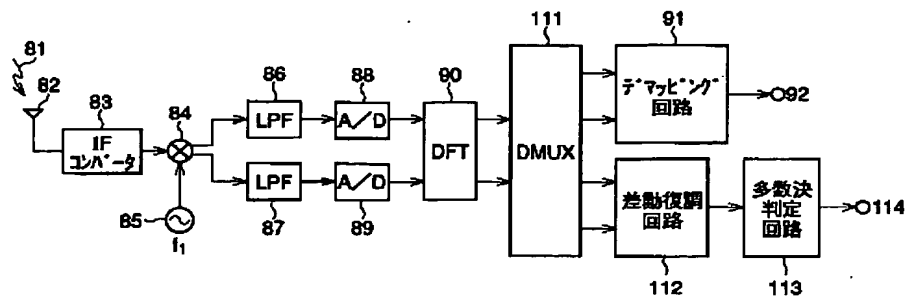 81
82
83
IF
コンバータ
84
85
f1
86
LPF
87
LPF
88
A/D
89
A/D
90
DFT
111
DMUX
91
デマッピング
回路
92
112
差動復調
回路
113
多数決
判定
回路
114